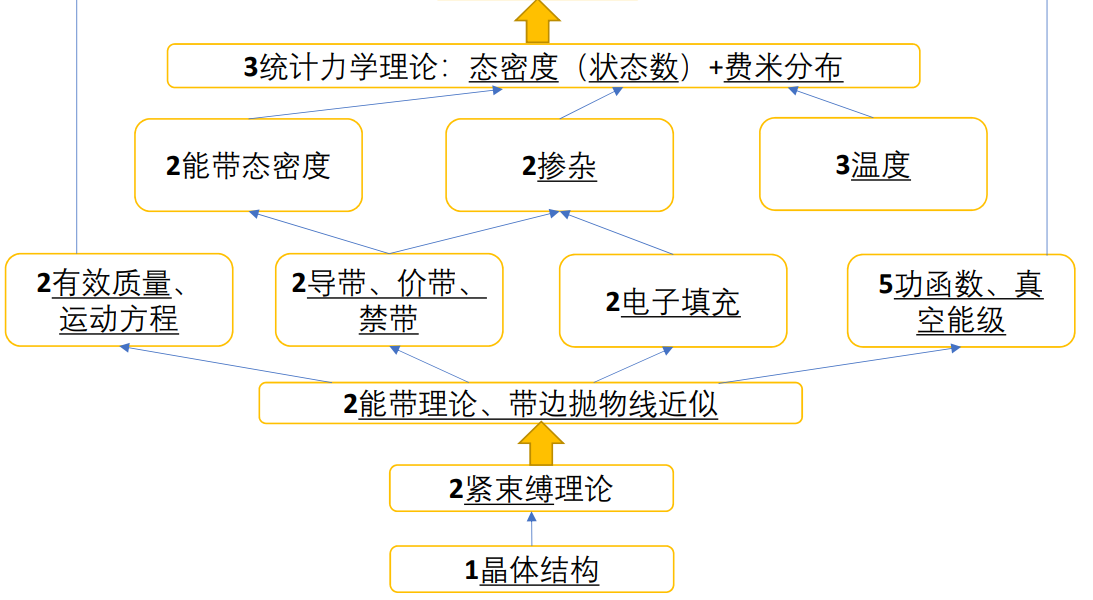 3统计力学理论：态密度（状态数）+费米分布
2能带态密度
2掺杂
3温度
2有效质量、
运动方程
2导带、价带、
禁带
2电子填充
5功函数、真
空能级
2能带理论、带边抛物线近似
2紧束缚理论
1晶体结构